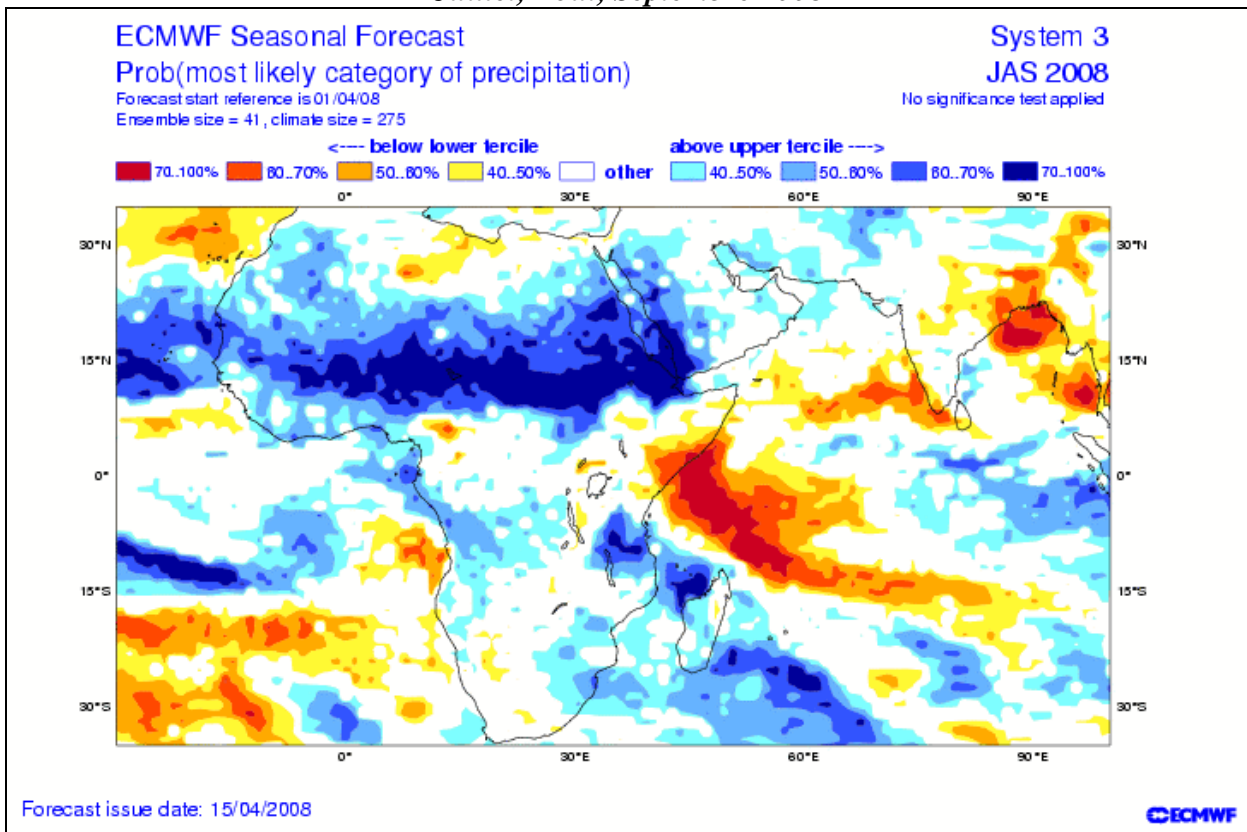 ECMWF Seasonal Forecast
System 3
Prob(most likely category of precipitation)
JAS 2008
Forecast start reference is 01/04/08
No significance test applied
Ensemble size = 41, climate size = 275
<---- below lower tercile
above upper tercile --->
70..100% 60..70% 50..60% 40..50% other 40..50% 50..60% 60..70% 70..100%
0° 30°E 60°E 90°E
30°N 30°N
15°N 15°N
0° 0°
15°S 15°S
30°S 30°S
0° 30°E 60°E 90°E
Forecast issue date: 15/04/2008
ECMWF